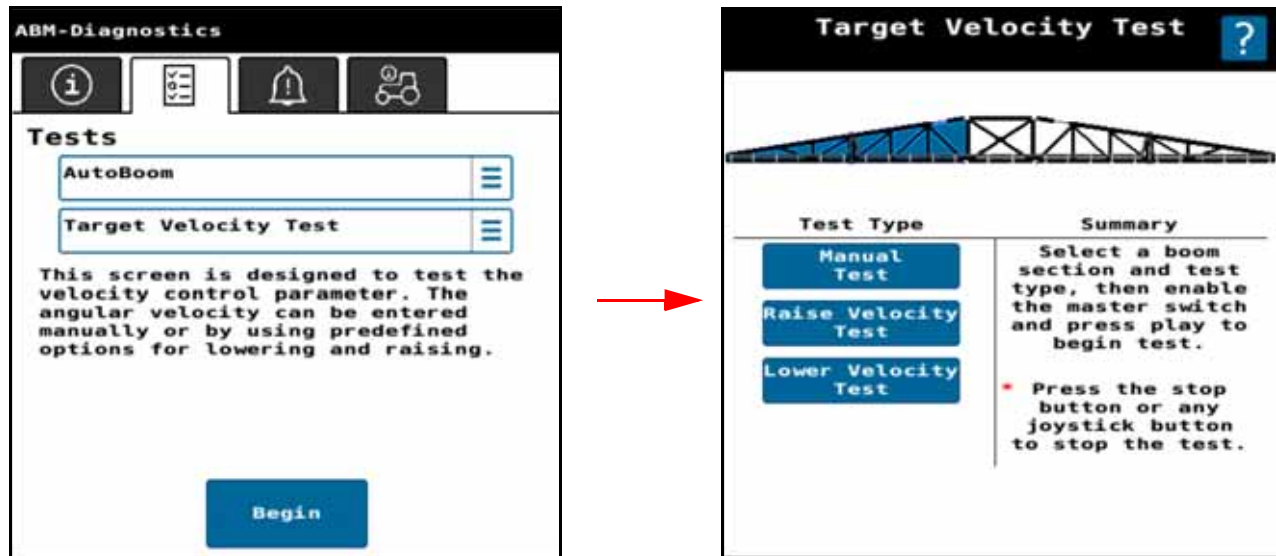 ABM-Diagnostics
Tests
AutoBoom
Target Velocity Test
This screen is designed to test the
velocity control parameter. The
angular velocity can be entered
manually or by using predefined
options for lowering and raising.
Begin
Target Velocity Test
?
Test Type
Manual
Test
Raise Velocity
Test
Lower Velocity
Test
Summary
Select a boom
section and test
type, then enable
the master switch
and press play to
begin test.
* Press the stop
button or any
joystick button
to stop the test.